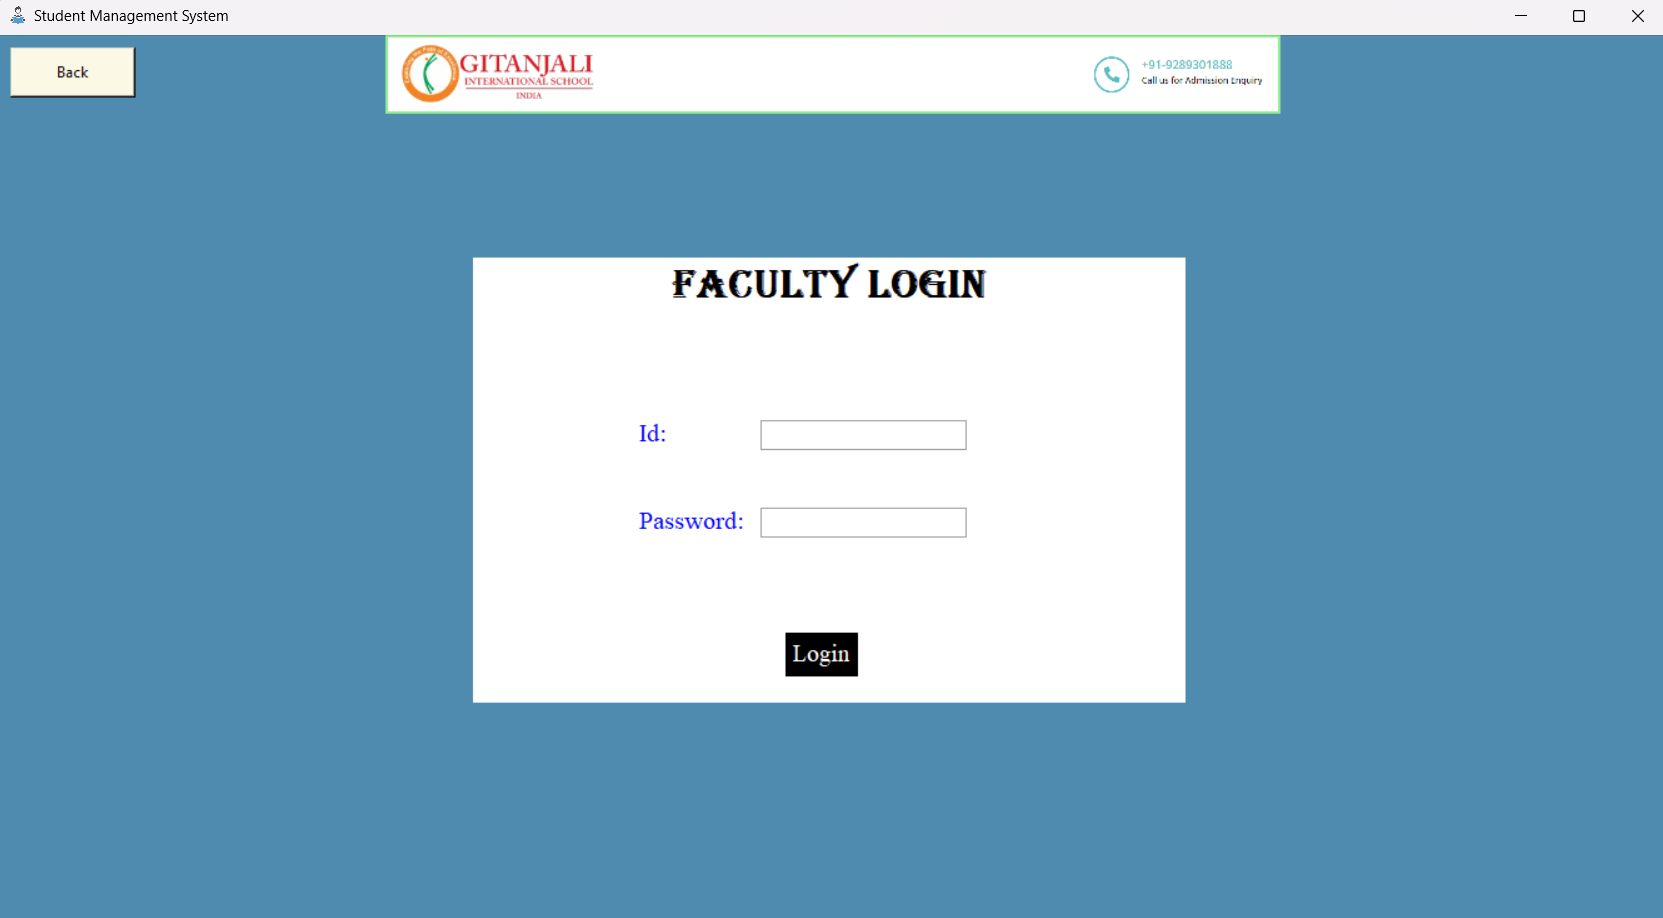 Student Management System
Back
GITANJALI
INTERNATIONAL SCHOOL
INDIA
+91-9289301888
Call us for Admission Enquiry
FACULTY LOGIN
Id:
Password:
Login